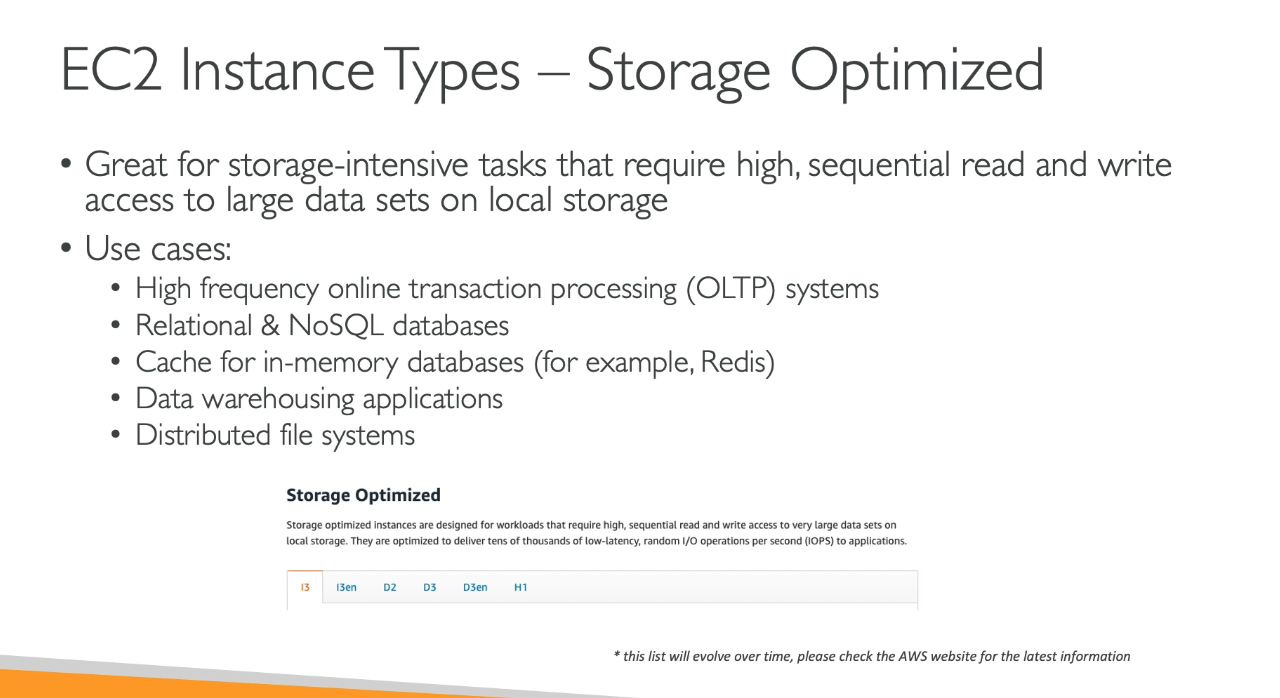 EC2 Instance Types – Storage Optimized
• Great for storage-intensive tasks that require high, sequential read and write
access to large data sets on local storage
• Use cases:
• High frequency online transaction processing (OLTP) systems
• Relational & NoSQL databases
• Cache for in-memory databases (for example, Redis)
• Data warehousing applications
• Distributed file systems
Storage Optimized
Storage optimized instances are designed for workloads that require high, sequential read and write access to very large data sets on
local storage. They are optimized to deliver tens of thousands of low-latency, random I/O operations per second (IOPS) to applications.
I3 I3en D2 D3 D3en H1
* this list will evolve over time, please check the AWS website for the latest information